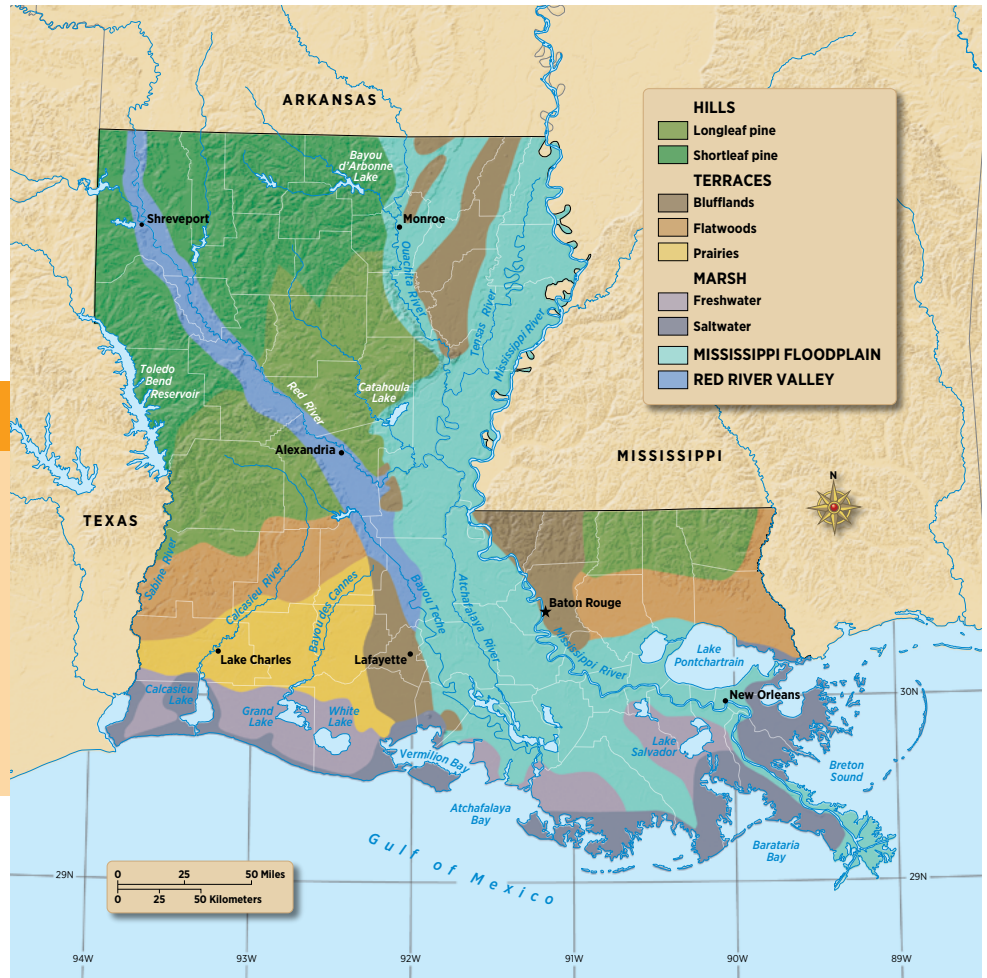 ARKANSAS
HILLS
Longleaf pine
Shortleaf pine
TERRACES
Blufflands
Flatwoods
Prairies
MARSH
Freshwater
Saltwater
MISSISSIPPI FLOODPLAIN
RED RIVER VALLEY
Bayou
d'Arbonne
Lake
Shreveport
Monroe
Ouachita River
Tensas River
Mississippi River
Toledo
Bend
Reservoir
Red River
Catahoula
Lake
Alexandria
MISSISSIPPI
N
TEXAS
Sabine River
Calcasieu River
Bayou des Cannes
Bayou Teche
Atchafalaya River
Baton Rouge
Mississippi River
Lake Charles
Lafayette
Lake
Pontchartrain
New Orleans
30N
Calcasieu
Lake
Grand
Lake
White
Lake
Vermilion Bay
Lake
Salvador
Breton
Sound
Atchafalaya
Bay
Barataria
Bay
Gulf of Mexico
0 25 50 Miles
0 25 50 Kilometers
29N
29N
94W
93W
92W
91W
90W
89W